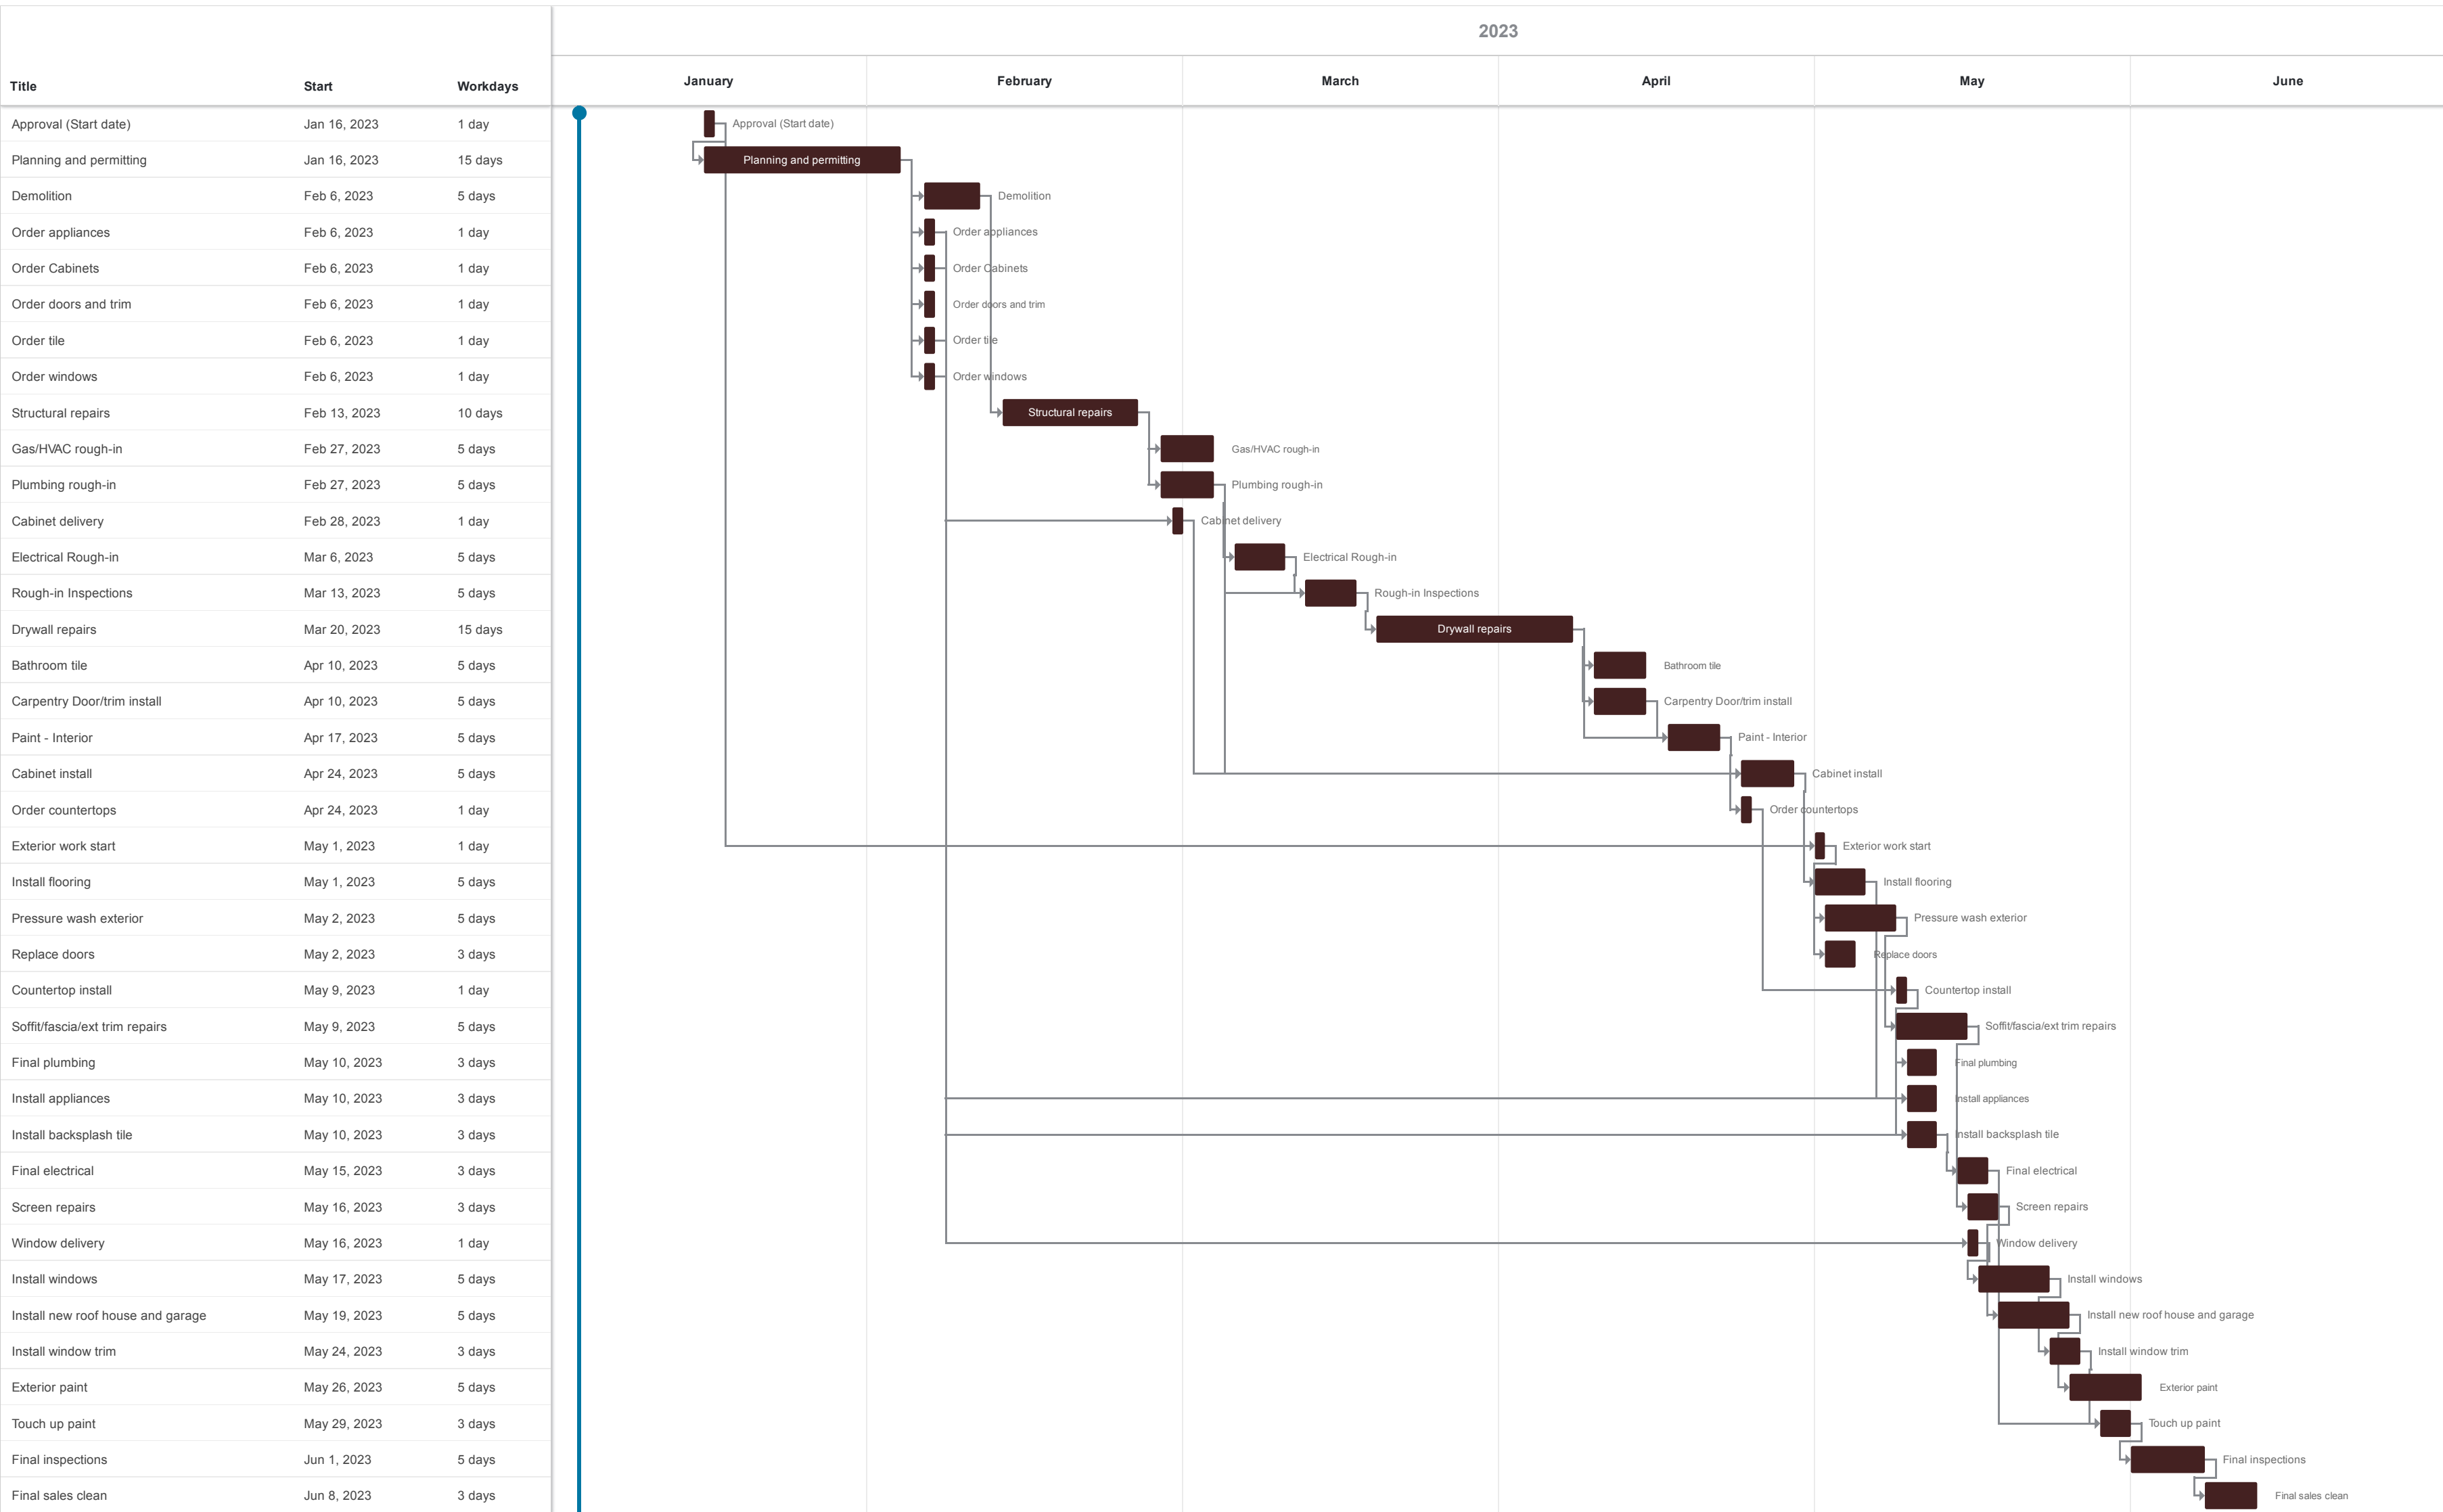 2023
January February March April May June
Title Start Workdays
Approval (Start date) Jan 16, 2023 1 day Approval (Start date)
Planning and permitting Jan 16, 2023 15 days Planning and permitting
Demolition Feb 6, 2023 5 days Demolition
Order appliances Feb 6, 2023 1 day Order appliances
Order Cabinets Feb 6, 2023 1 day Order Cabinets
Order doors and trim Feb 6, 2023 1 day Order doors and trim
Order tile Feb 6, 2023 1 day Order tile
Order windows Feb 6, 2023 1 day Order windows
Structural repairs Feb 13, 2023 10 days Structural repairs
Gas/HVAC rough-in Feb 27, 2023 5 days Gas/HVAC rough-in
Plumbing rough-in Feb 27, 2023 5 days Plumbing rough-in
Cabinet delivery Feb 28, 2023 1 day Cabinet delivery
Electrical Rough-in Mar 6, 2023 5 days Electrical Rough-in
Rough-in Inspections Mar 13, 2023 5 days Rough-in Inspections
Drywall repairs Mar 20, 2023 15 days Drywall repairs
Bathroom tile Apr 10, 2023 5 days Bathroom tile
Carpentry Door/trim install Apr 10, 2023 5 days Carpentry Door/trim install
Paint - Interior Apr 17, 2023 5 days Paint - Interior
Cabinet install Apr 24, 2023 5 days Cabinet install
Order countertops Apr 24, 2023 1 day Order countertops
Exterior work start May 1, 2023 1 day Exterior work start
Install flooring May 1, 2023 5 days Install flooring
Pressure wash exterior May 2, 2023 5 days Pressure wash exterior
Replace doors May 2, 2023 3 days Replace doors
Countertop install May 9, 2023 1 day Countertop install
Soffit/fascia/ext trim repairs May 9, 2023 5 days Soffit/fascia/ext trim repairs
Final plumbing May 10, 2023 3 days Final plumbing
Install appliances May 10, 2023 3 days Install appliances
Install backsplash tile May 10, 2023 3 days Install backsplash tile
Final electrical May 15, 2023 3 days Final electrical
Screen repairs May 16, 2023 3 days Screen repairs
Window delivery May 16, 2023 1 day Window delivery
Install windows May 17, 2023 5 days Install windows
Install new roof house and garage May 19, 2023 5 days Install new roof house and garage
Install window trim May 24, 2023 3 days Install window trim
Exterior paint May 26, 2023 5 days Exterior paint
Touch up paint May 29, 2023 3 days Touch up paint
Final inspections Jun 1, 2023 5 days Final inspections
Final sales clean Jun 8, 2023 3 days Final sales clean